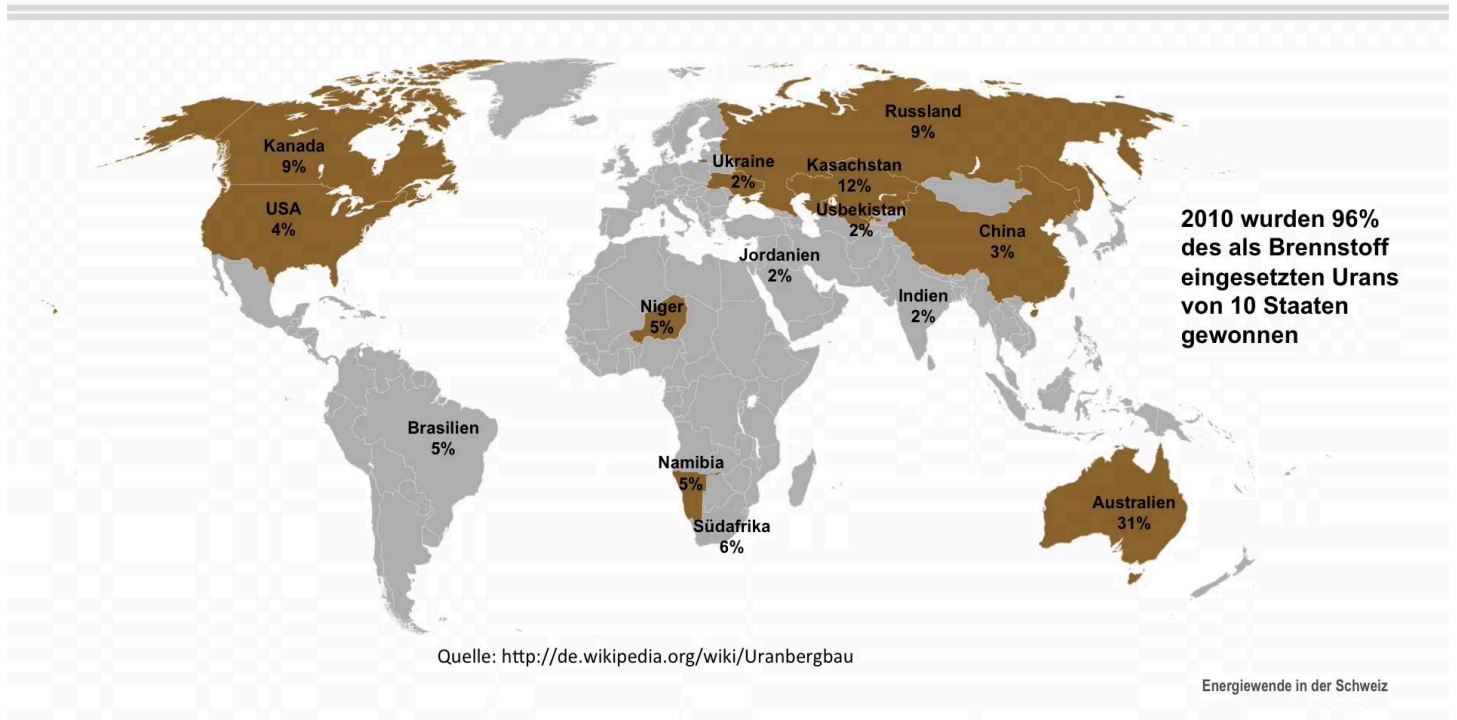 Russland
9%
Kanada
9%
Ukraine
2%
Kasachstan
12%
USA
4%
Usbekistan
2%
China
3%
2010 wurden 96%
des als Brennstoff
eingesetzten Urans
von 10 Staaten
gewonnen
Jordanien
2%
Indien
2%
Niger
5%
Brasilien
5%
Namibia
5%
Südafrika
6%
Australien
31%
Quelle: http://de.wikipedia.org/wiki/Uranbergbau
Energiewende in der Schweiz